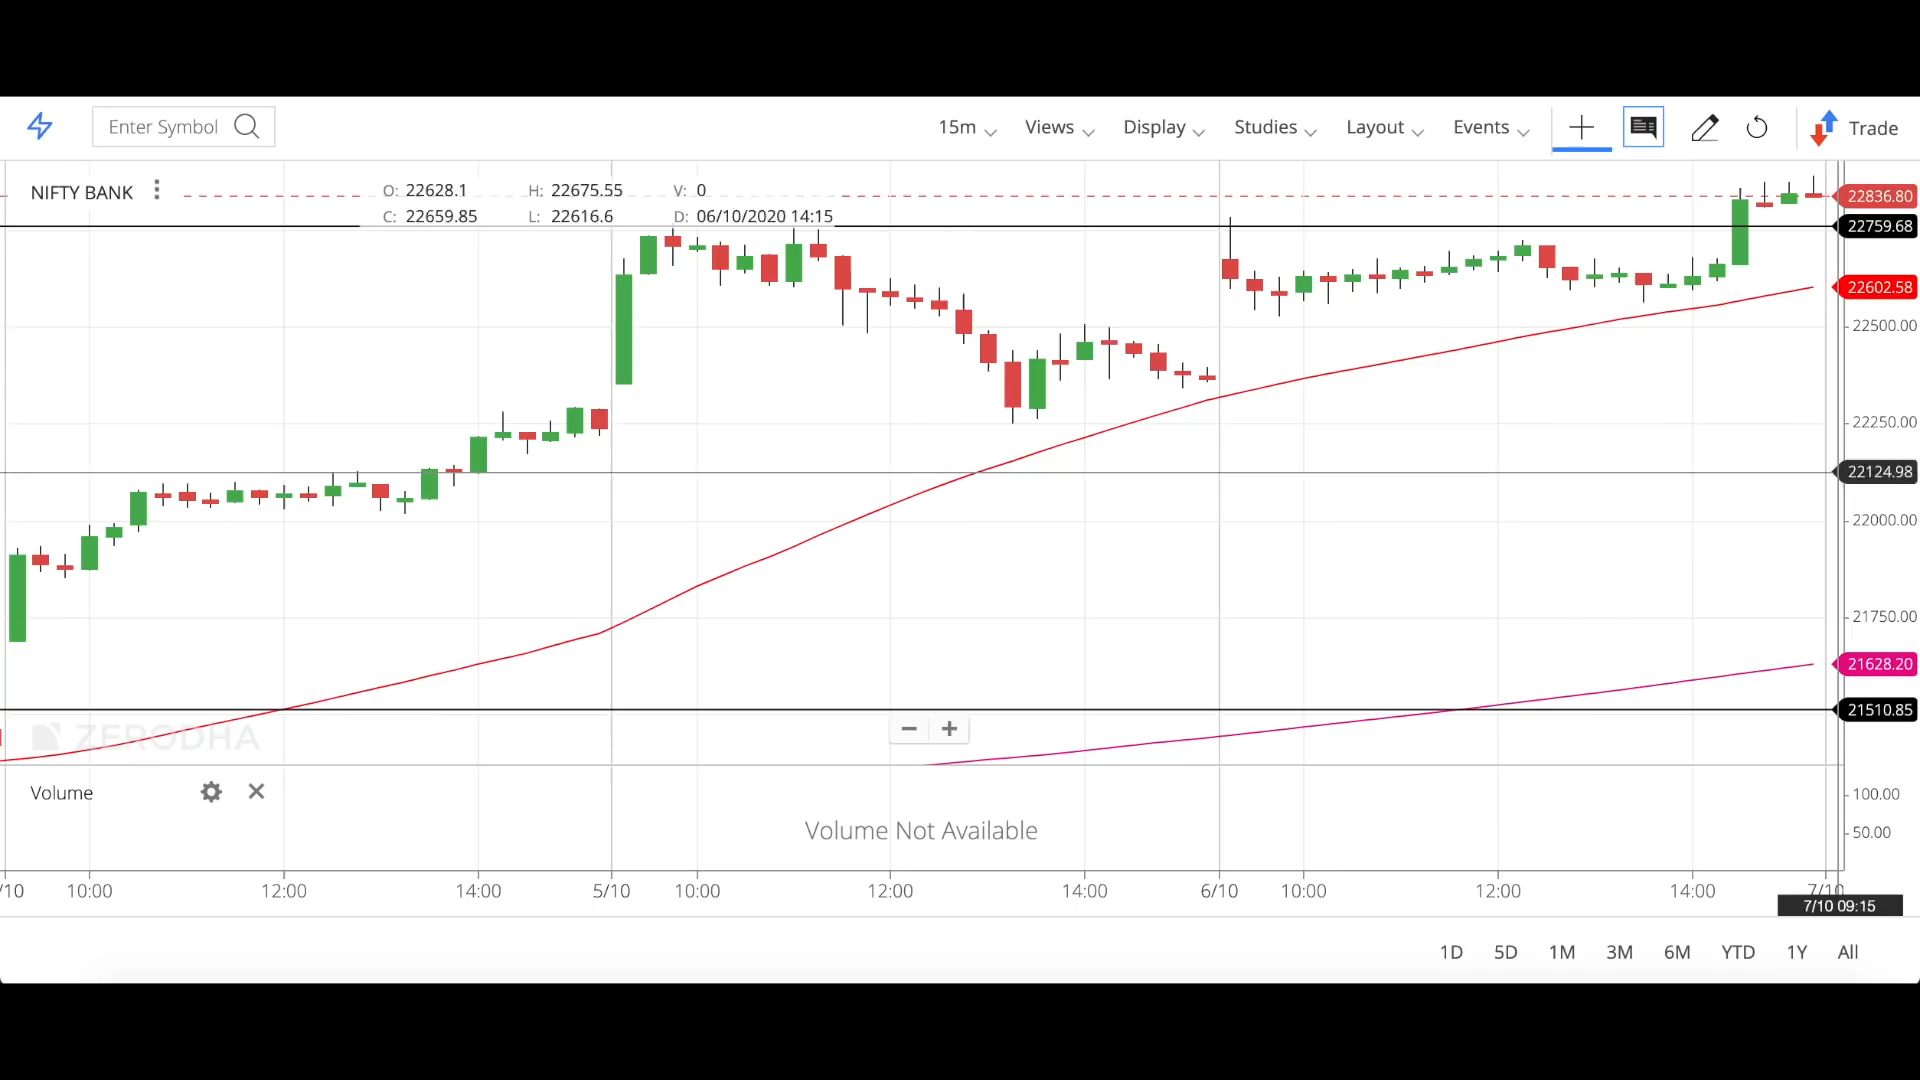 Enter Symbol
15m Views Display Studies Layout Events Trade
NIFTY BANK
O: 22628.1 H: 22675.55 V: 0
C: 22659.85 L: 22616.6 D: 06/10/2020 14:15
22836.80
22759.68
22602.58
22500.00
22250.00
22124.98
22000.00
21750.00
21628.20
21510.85
ZERODHA
Volume
Volume Not Available
100.00
50.00
/10 10:00 12:00 14:00 5/10 10:00 12:00 14:00 6/10 10:00 12:00 14:00 7/10
7/10 09:15
1D 5D 1M 3M 6M YTD 1Y All